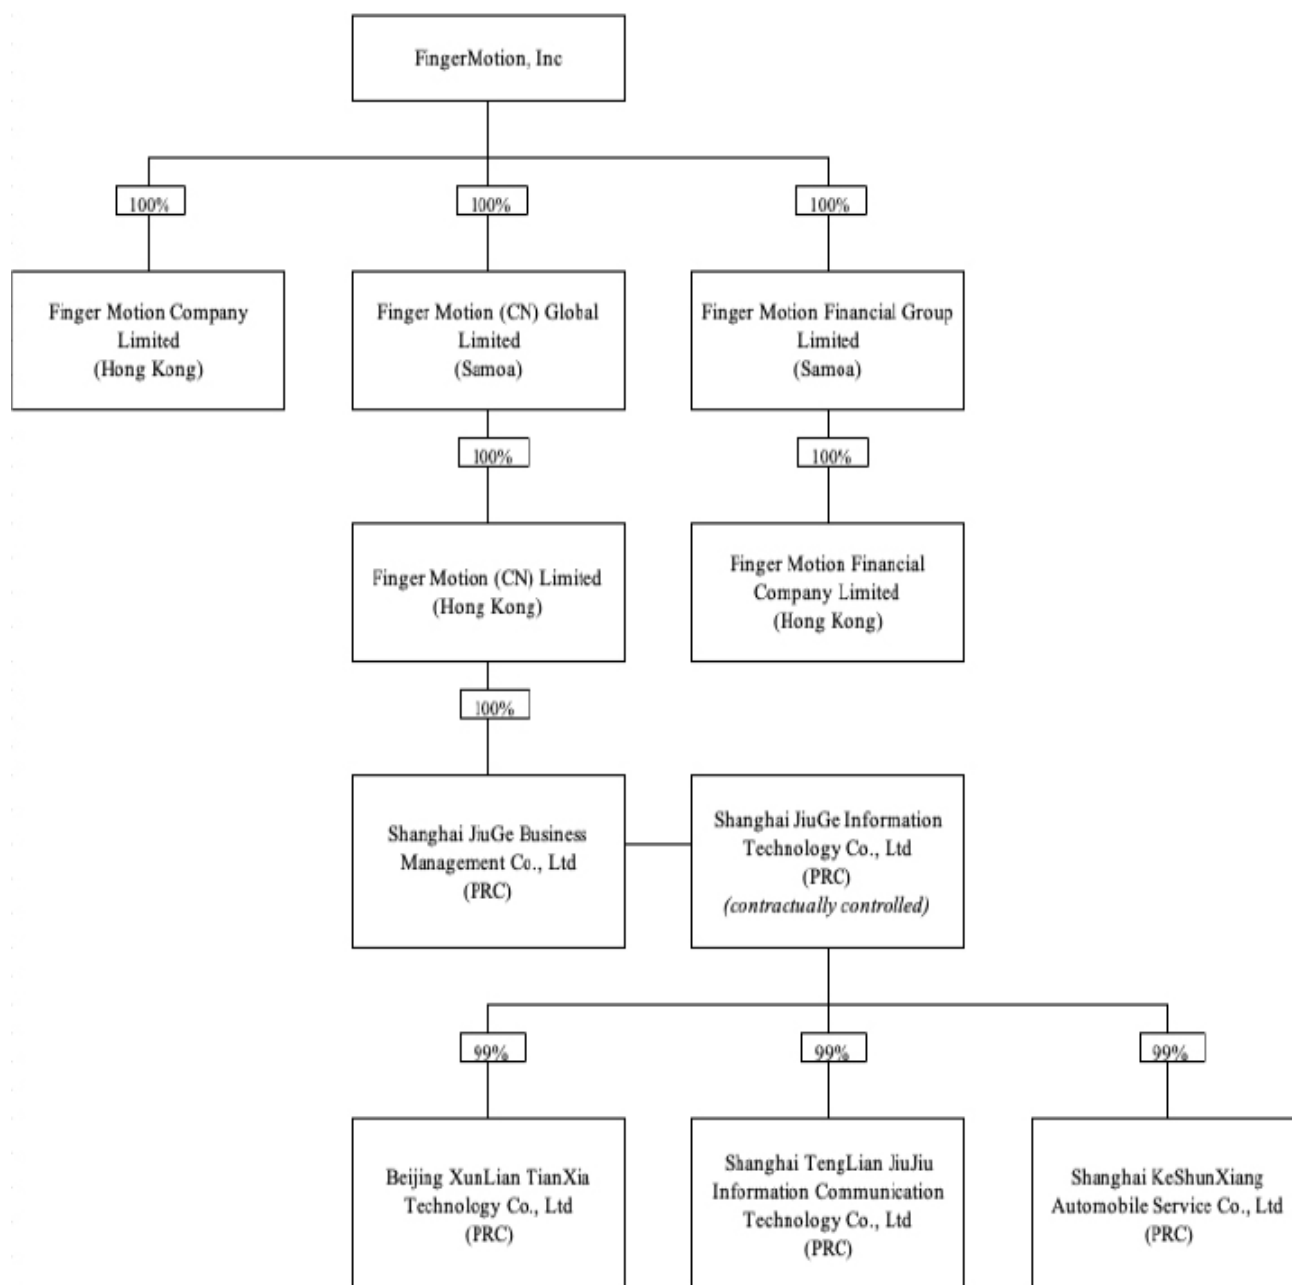 FingerMotion, Inc
100%
100%
100%
Finger Motion Company
Limited
(Hong Kong)
Finger Motion (CN) Global
Limited
(Samoa)
Finger Motion Financial Group
Limited
(Samoa)
100%
100%
Finger Motion (CN) Limited
(Hong Kong)
Finger Motion Financial
Company Limited
(Hong Kong)
100%
Shanghai JiuGe Business
Management Co., Ltd
(PRC)
Shanghai JiuGe Information
Technology Co., Ltd
(PRC)
(contractually controlled)
99%
99%
99%
Beijing XunLian TianXia
Technology Co., Ltd
(PRC)
Shanghai TengLian JiuJiu
Information Communication
Technology Co., Ltd
(PRC)
Shanghai KeShunXiang
Automobile Service Co., Ltd
(PRC)